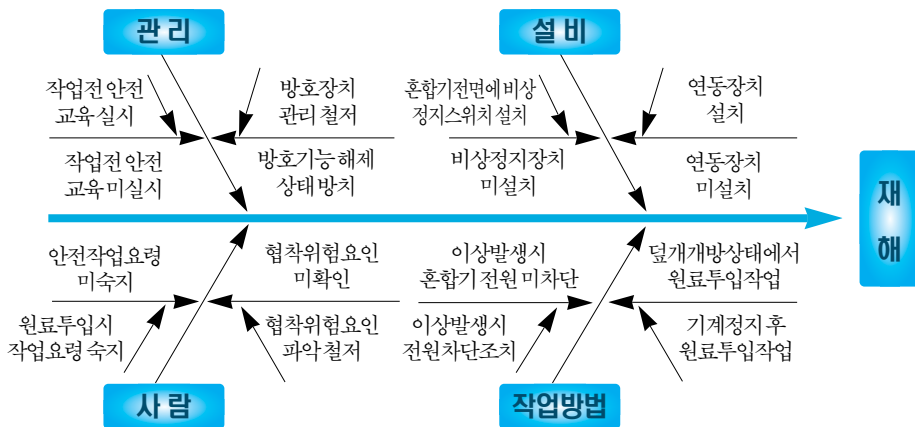 관 리
설 비
작업전 안전
교육 실시
방호장치
관리 철저
혼합기전면에 비상
정지스위치 설치
연동장치
설치
작업전 안전
교육 미실시
방호기능 해제
상태 방치
비상정지장치
미설치
연동장치
미설치
재
해
안전작업 요령
미숙지
협착위험요인
미확인
이상발생시
혼합기 전원 미차단
덮개개방상태에서
원료투입작업
원료투입시
작업요령 숙지
협착위험요인
파악 철저
이상발생시
전원차단조치
기계정지 후
원료투입작업
사 람
작업방법